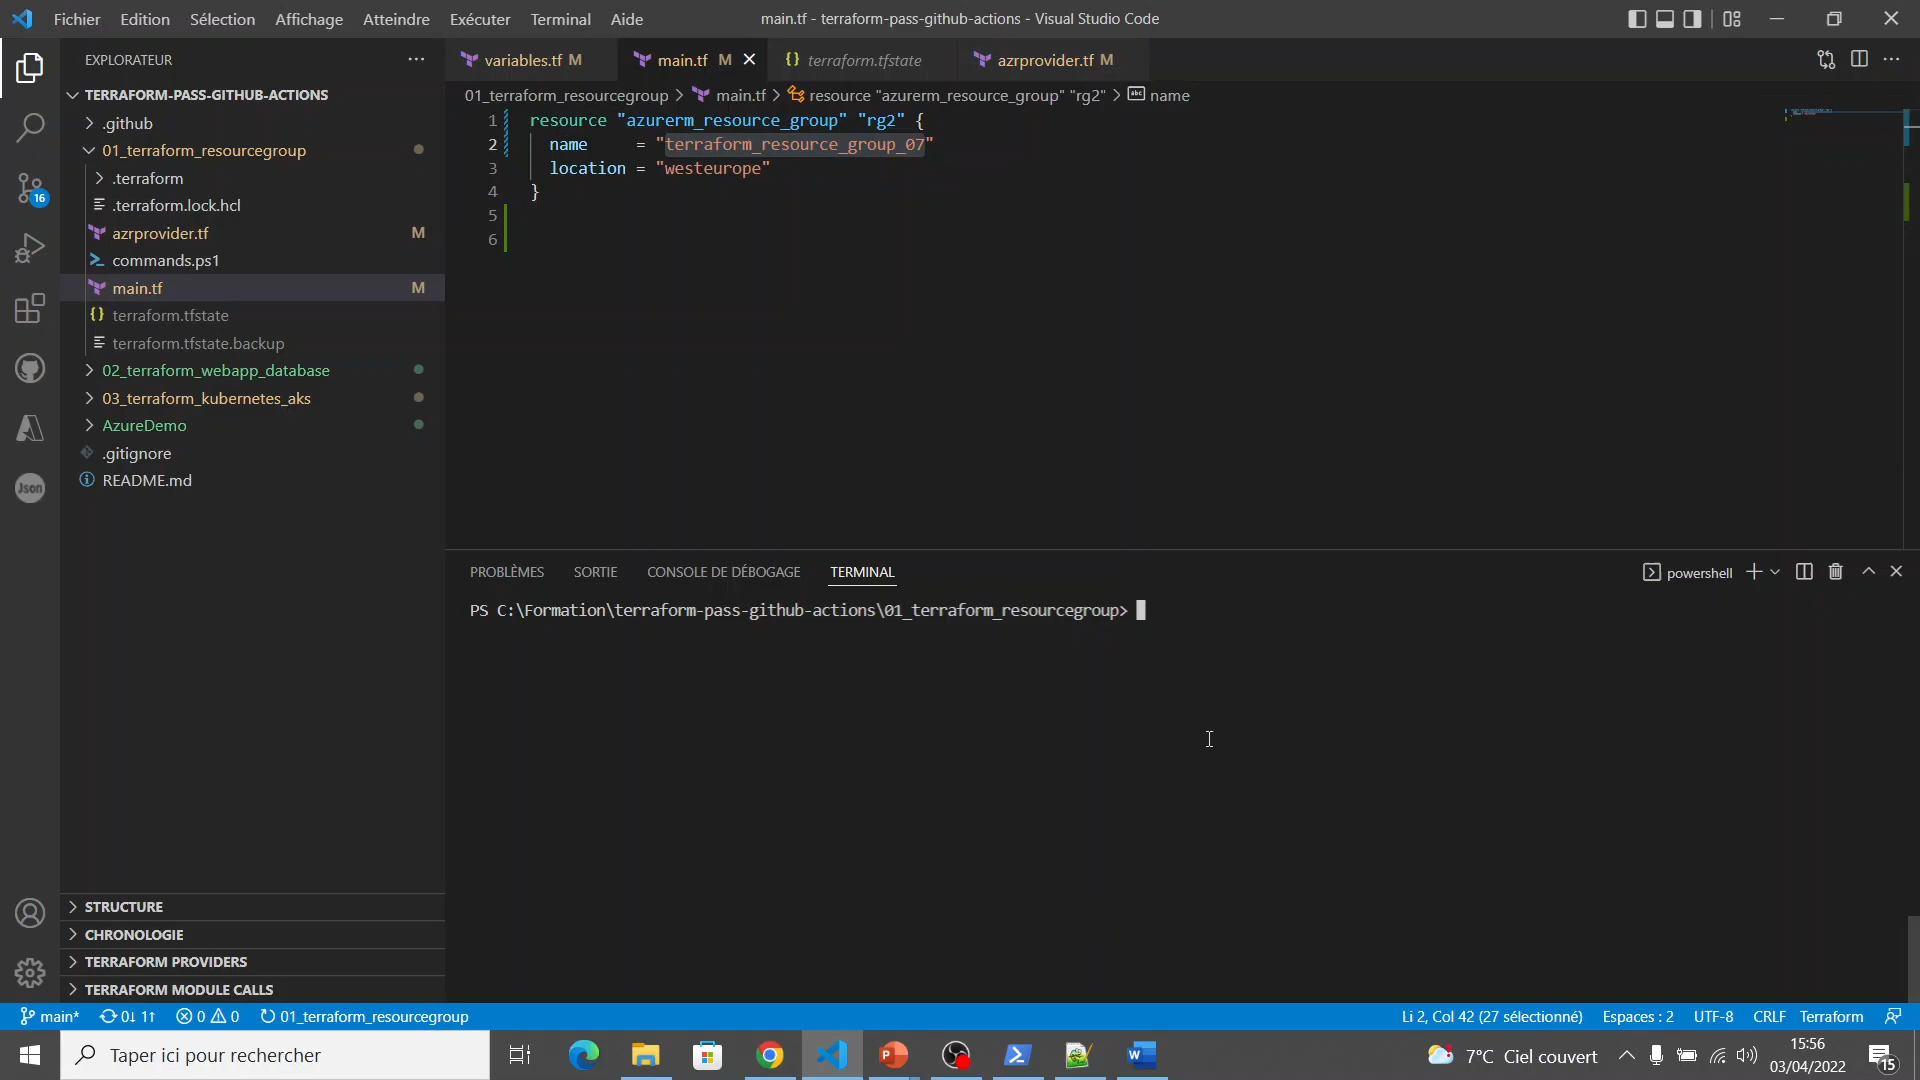 Fichier Edition Sélection Affichage Atteindre Exécuter Terminal Aide
main.tf - terraform-pass-github-actions - Visual Studio Code
EXPLORATEUR
TERRAFORM-PASS-GITHUB-ACTIONS
.github
01_terraform_resourcegroup
.terraform
.terraform.lock.hcl
azrprovider.tf M
commands.ps1
main.tf M
terraform.tfstate
terraform.tfstate.backup
02_terraform_webapp_database
03_terraform_kubernetes_aks
AzureDemo
.gitignore
README.md
16
Json
STRUCTURE
CHRONOLOGIE
TERRAFORM PROVIDERS
TERRAFORM MODULE CALLS
variables.tf M main.tf M terraform.tfstate azrprovider.tf M
01_terraform_resourcegroup > main.tf > resource "azurerm_resource_group" "rg2" > abc name
1 resource "azurerm_resource_group" "rg2" {
2 name = "terraform_resource_group_07"
3 location = "westeurope"
4 }
5
6
PROBLÈMES SORTIE CONSOLE DE DÉBOGAGE TERMINAL
powershell
PS C:\Formation\terraform-pass-github-actions\01_terraform_resourcegroup>
main* 0↓ 1↑ 0 0 01_terraform_resourcegroup
Li 2, Col 42 (27 sélectionné) Espaces : 2 UTF-8 CRLF Terraform
Taper ici pour rechercher
7°C Ciel couvert
15:56
03/04/2022
15